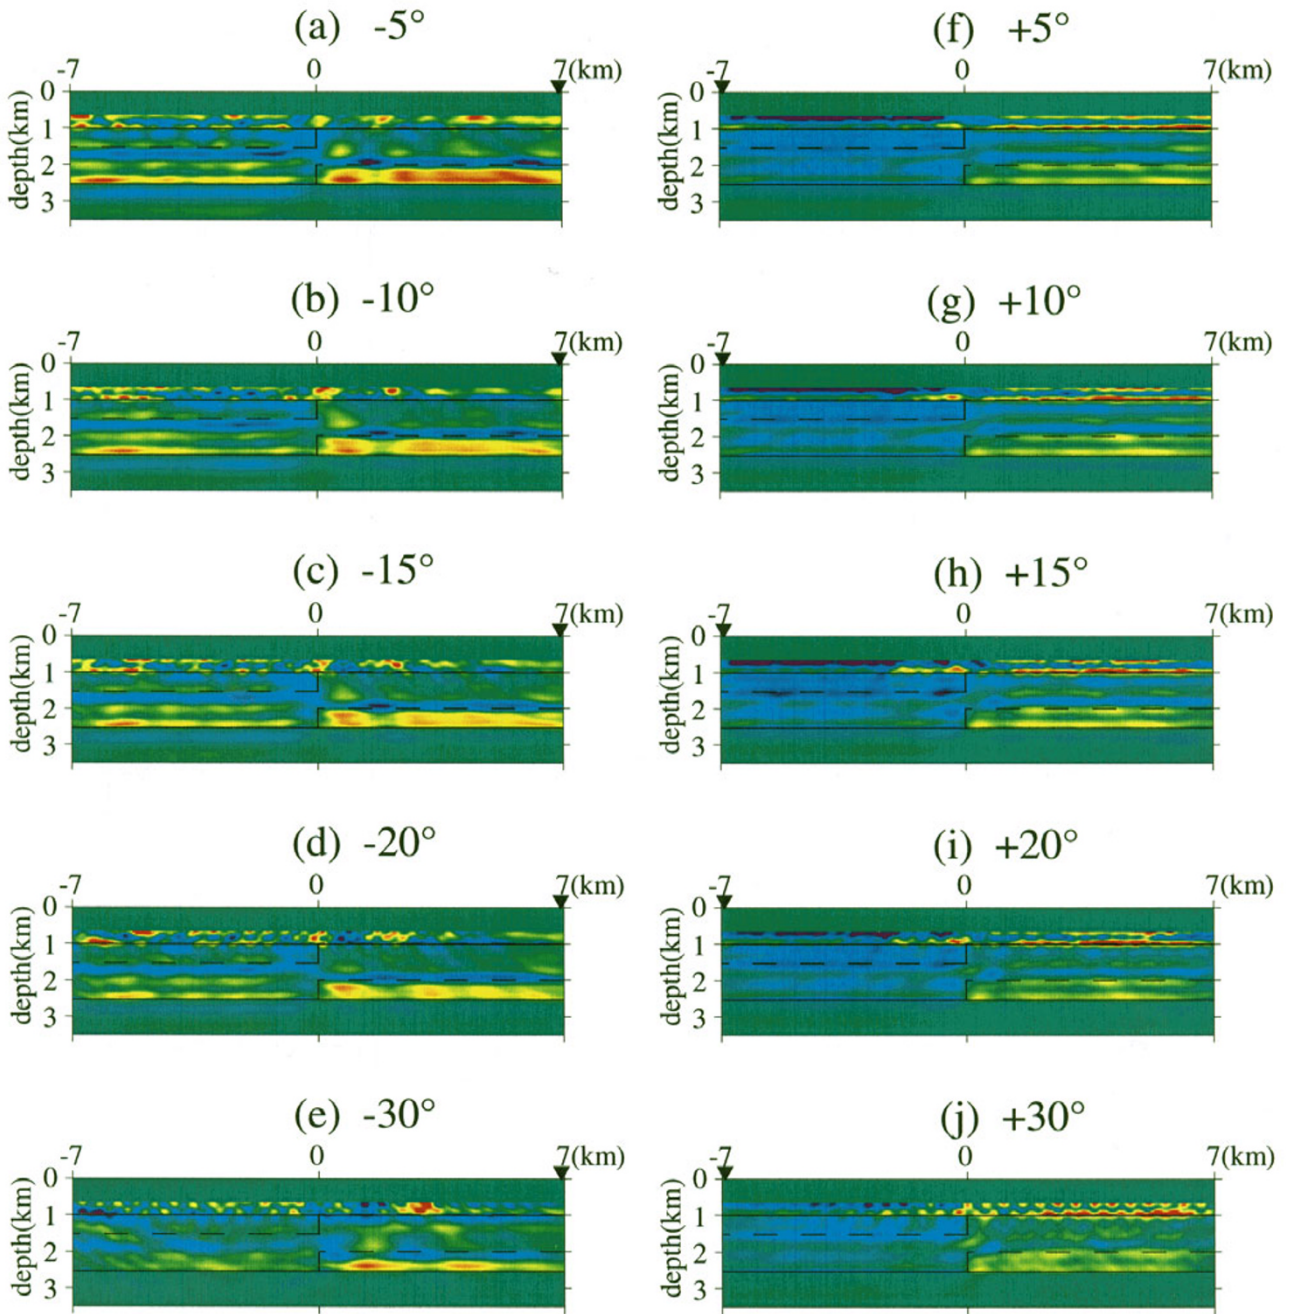 (a) -5°
-7 0 7(km)
0
1
2
3
depth(km)
(f) +5°
-7 0 7(km)
0
1
2
3
depth(km)
(b) -10°
-7 0 7(km)
0
1
2
3
depth(km)
(g) +10°
-7 0 7(km)
0
1
2
3
depth(km)
(c) -15°
-7 0 7(km)
0
1
2
3
depth(km)
(h) +15°
-7 0 7(km)
0
1
2
3
depth(km)
(d) -20°
-7 0 7(km)
0
1
2
3
depth(km)
(i) +20°
-7 0 7(km)
0
1
2
3
depth(km)
(e) -30°
-7 0 7(km)
0
1
2
3
depth(km)
(j) +30°
-7 0 7(km)
0
1
2
3
depth(km)